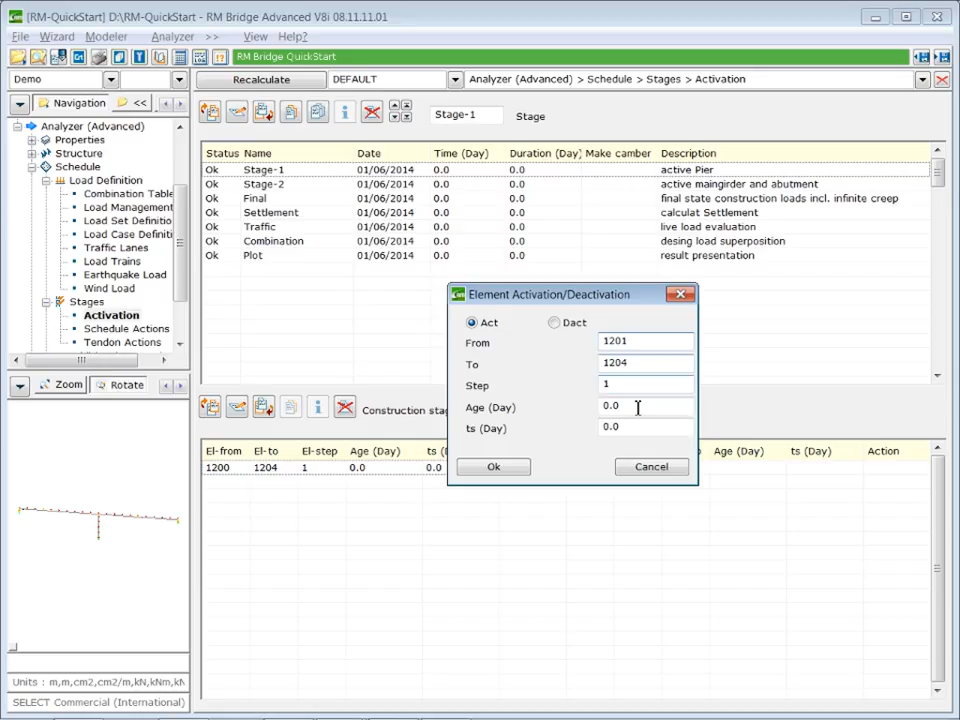 [RM-QuickStart] D:\RM-QuickStart - RM Bridge Advanced V8i 08.11.11.01
File Wizard Modeler Analyzer >> View Help?
RM Bridge QuickStart
Demo
Recalculate DEFAULT Analyzer (Advanced) > Schedule > Stages > Activation
Navigation <<
Stage-1 Stage
Analyzer (Advanced)
Properties
Structure
Schedule
Load Definition
Combination Table
Load Management
Load Set Definitio
Load Case Definiti
Traffic Lanes
Load Trains
Earthquake Load
Wind Load
Stages
Activation
Schedule Actions
Tendon Actions
Zoom Rotate
Status Name Date Time (Day) Duration (Day) Make camber Description
Ok Stage-1 01/06/2014 0.0 0.0 active Pier
Ok Stage-2 01/06/2014 0.0 0.0 active maingirder and abutment
Ok Final 01/06/2014 0.0 0.0 final state construction loads incl. infinite creep
Ok Settlement 01/06/2014 0.0 0.0 calculat Settlement
Ok Traffic 01/06/2014 0.0 0.0 live load evaluation
Ok Combination 01/06/2014 0.0 0.0 desing load superposition
Ok Plot 01/06/2014 0.0 0.0 result presentation
Element Activation/Deactivation
Act Dact
From 1201
To 1204
Step 1
Age (Day) 0.0
ts (Day) 0.0
Ok Cancel
Construction stag
El-from El-to El-step Age (Day) ts (D Age (Day) ts (Day) Action
1200 1204 1 0.0 0.0
Units : m,m,cm2,cm2/m,kN,kNm,kN
SELECT Commercial (International)